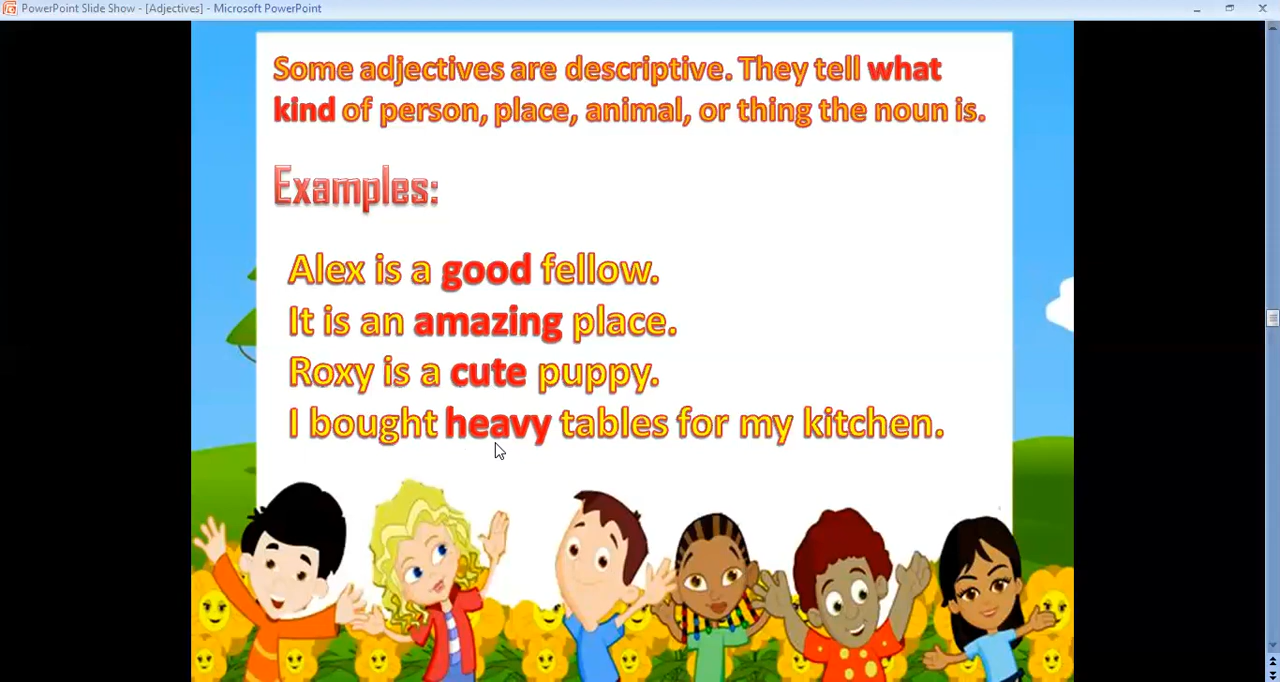 PowerPoint Slide Show - [Adjectives] - Microsoft PowerPoint
Some adjectives are descriptive. They tell what
kind of person, place, animal, or thing the noun is.
Examples:
Alex is a good fellow.
It is an amazing place.
Roxy is a cute puppy.
I bought heavy tables for my kitchen.